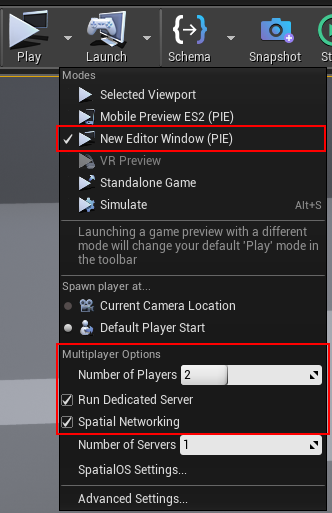 Play Launch Schema Snapshot St
Modes
Selected Viewport
Mobile Preview ES2 (PIE)
New Editor Window (PIE)
VR Preview
Standalone Game
Simulate Alt+S
Launching a game preview with a different
mode will change your default 'Play' mode in
the toolbar
Spawn player at...
Current Camera Location
Default Player Start
Multiplayer Options
Number of Players 2
Run Dedicated Server
Spatial Networking
Number of Servers 1
SpatialOS Settings...
Advanced Settings...